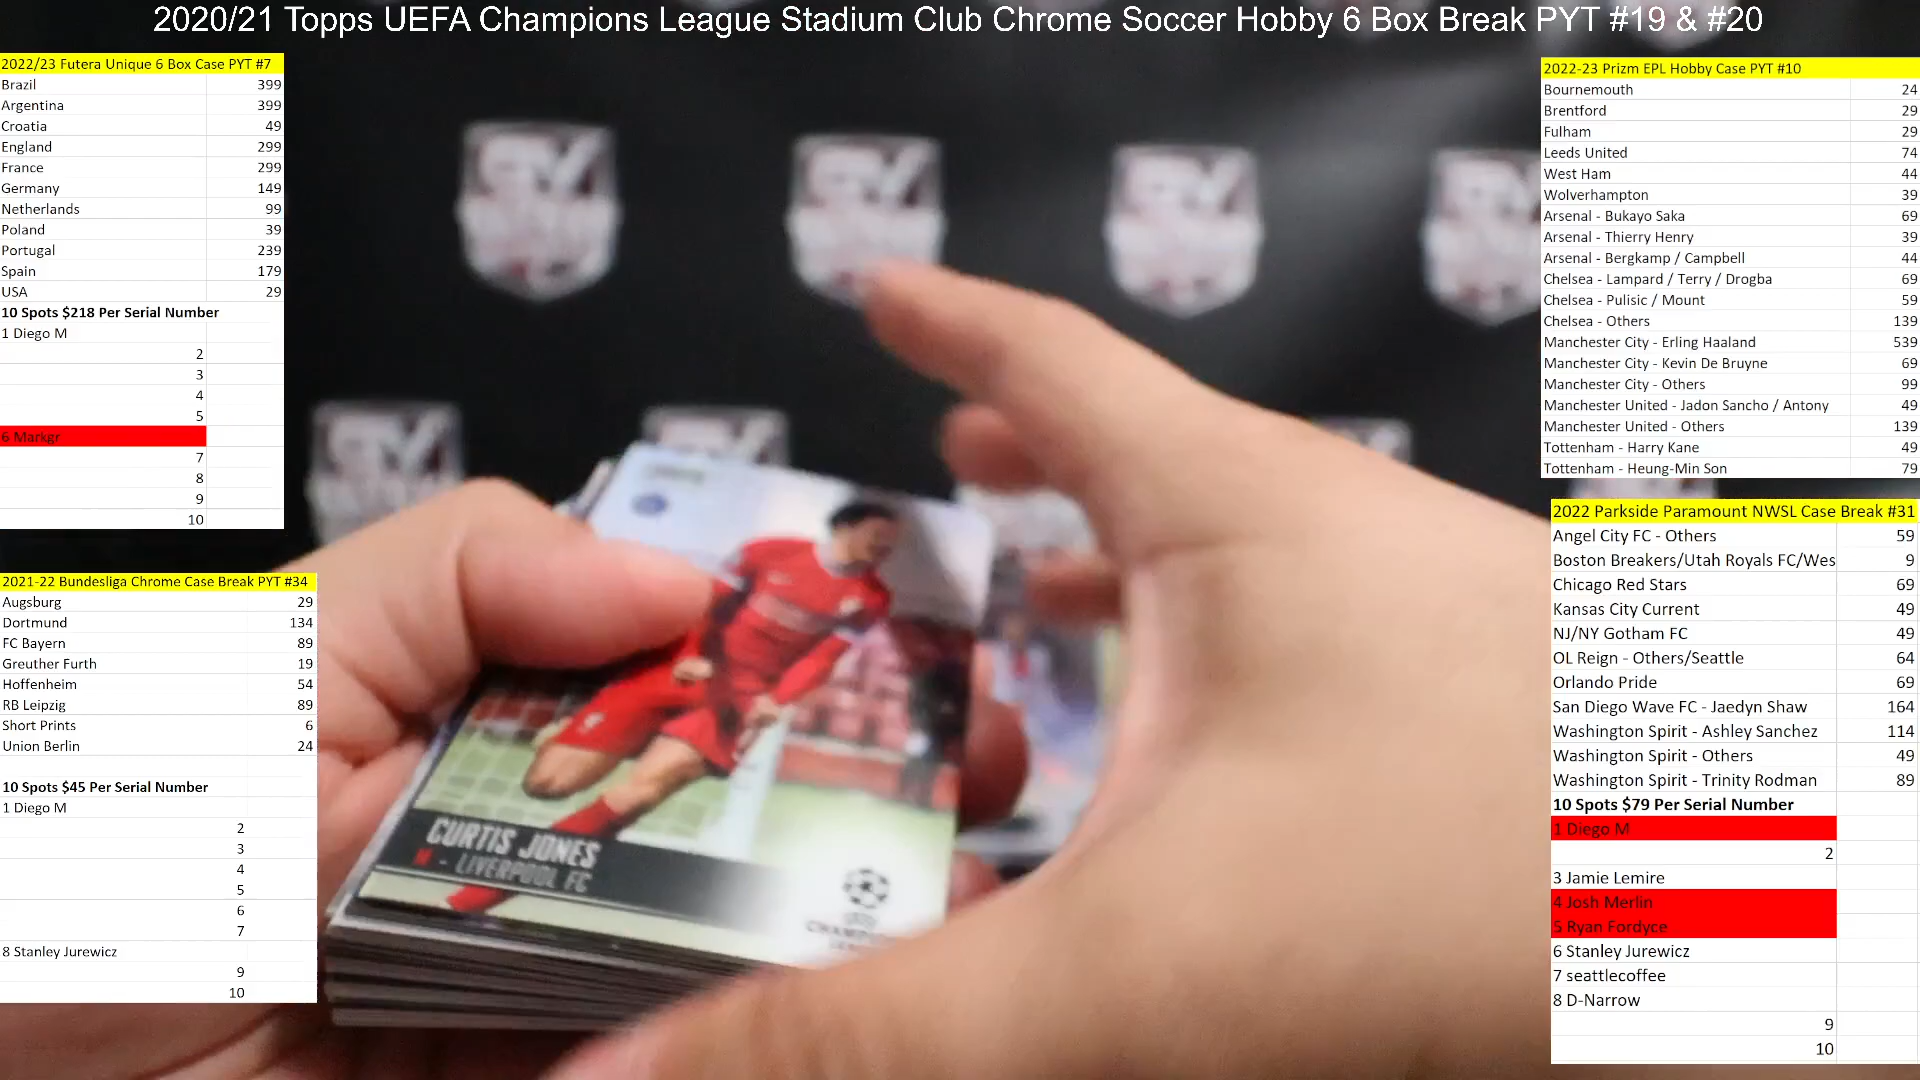 2020/21 Topps UEFA Champions League Stadium Club Chrome Soccer Hobby 6 Box Break PYT #19 & #20
2022/23 Futera Unique 6 Box Case PYT #7
Brazil 399
Argentina 399
Croatia 49
England 299
France 299
Germany 149
Netherlands 99
Poland 39
Portugal 239
Spain 179
USA 29
10 Spots $218 Per Serial Number
1 Diego M
2
3
4
5
6 Markgr
7
8
9
10
2021-22 Bundesliga Chrome Case Break PYT #34
Augsburg 29
Dortmund 134
FC Bayern 89
Greuther Furth 19
Hoffenheim 54
RB Leipzig 89
Short Prints 6
Union Berlin 24
10 Spots $45 Per Serial Number
1 Diego M
2
3
4
5
6
7
8 Stanley Jurewicz
9
10
CURTIS JONES
M - LIVERPOOL FC
2022-23 Prizm EPL Hobby Case PYT #10
Bournemouth 24
Brentford 29
Fulham 29
Leeds United 74
West Ham 44
Wolverhampton 39
Arsenal - Bukayo Saka 69
Arsenal - Thierry Henry 39
Arsenal - Bergkamp / Campbell 44
Chelsea - Lampard / Terry / Drogba 69
Chelsea - Pulisic / Mount 59
Chelsea - Others 139
Manchester City - Erling Haaland 539
Manchester City - Kevin De Bruyne 69
Manchester City - Others 99
Manchester United - Jadon Sancho / Antony 49
Manchester United - Others 139
Tottenham - Harry Kane 49
Tottenham - Heung-Min Son 79
2022 Parkside Paramount NWSL Case Break #31
Angel City FC - Others 59
Boston Breakers/Utah Royals FC/Wes 9
Chicago Red Stars 69
Kansas City Current 49
NJ/NY Gotham FC 49
OL Reign - Others/Seattle 64
Orlando Pride 69
San Diego Wave FC - Jaedyn Shaw 164
Washington Spirit - Ashley Sanchez 114
Washington Spirit - Others 49
Washington Spirit - Trinity Rodman 89
10 Spots $79 Per Serial Number
1 Diego M
2
3 Jamie Lemire
4 Josh Merlin
5 Ryan Fordyce
6 Stanley Jurewicz
7 seattlecoffee
8 D-Narrow
9
10